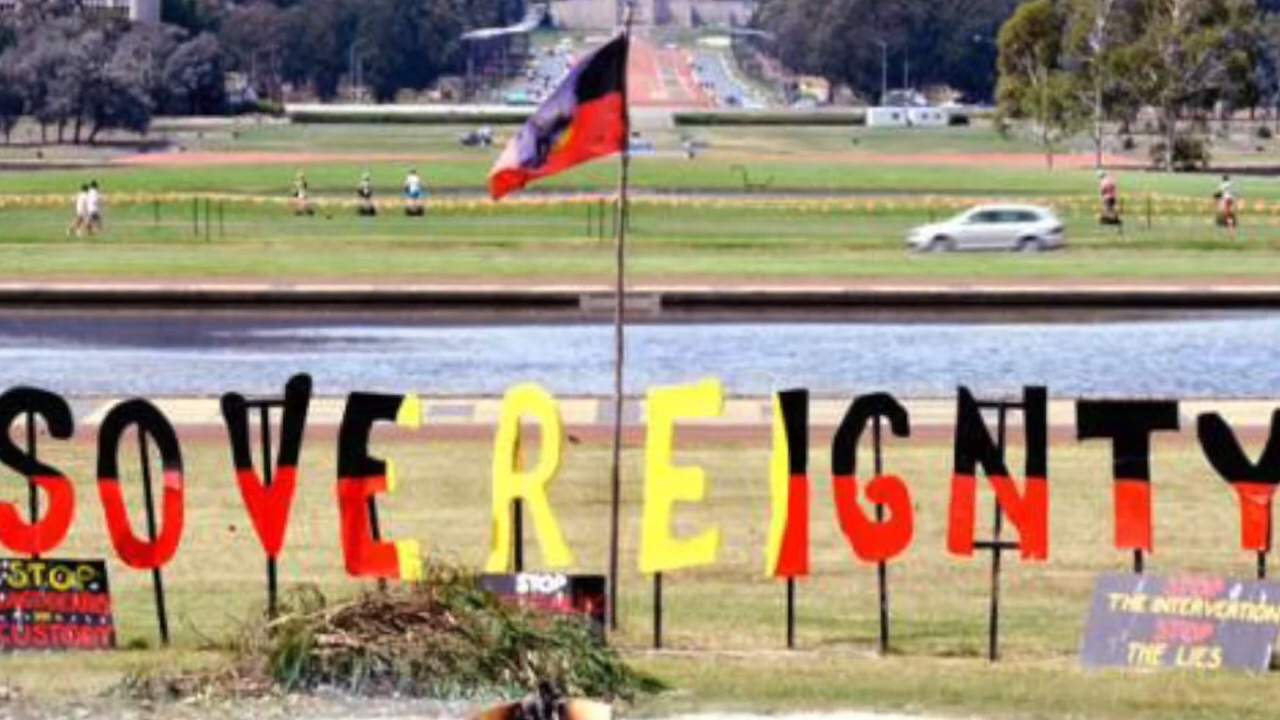 SOVEREIGNTY
STOP
CUSTODY
STOP
STOP
THE INTERVENTION
STOP
THE LIES